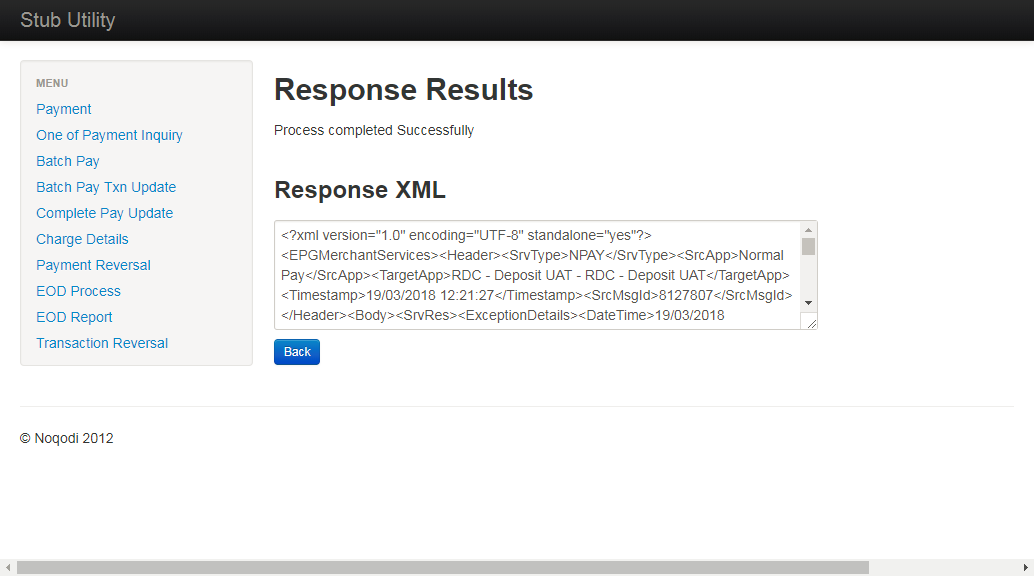 Stub Utility
MENU
Payment
One of Payment Inquiry
Batch Pay
Batch Pay Txn Update
Complete Pay Update
Charge Details
Payment Reversal
EOD Process
EOD Report
Transaction Reversal
Response Results
Process completed Successfully
Response XML
<?xml version="1.0" encoding="UTF-8" standalone="yes"?>
<EPGMerchantServices><Header><SrvType>NPAY</SrvType><SrcApp>Normal
Pay</SrcApp><TargetApp>RDC - Deposit UAT - RDC - Deposit UAT</TargetApp>
<Timestamp>19/03/2018 12:21:27</Timestamp><SrcMsgId>8127807</SrcMsgId>
</Header><Body><SrvRes><ExceptionDetails><DateTime>19/03/2018
Back
© Noqodi 2012